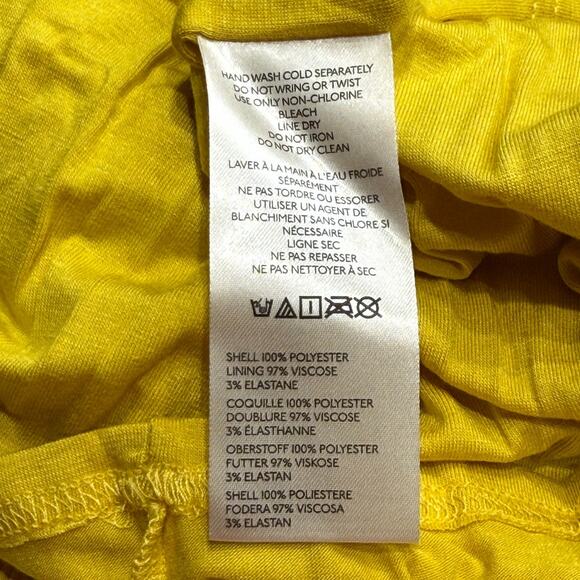 HAND WASH COLD SEPARATELY
DO NOT WRING OR TWIST
USE ONLY NON-CHLORINE
BLEACH
LINE DRY
DO NOT IRON
DO NOT DRY CLEAN
LAVER À LA MAIN À L'EAU FROIDE
SÉPARÉMENT
NE PAS TORDRE OU ESSORER
UTILISER UN AGENT DE
BLANCHIMENT SANS CHLORE SI
NÉCESSAIRE
LIGNE SEC
NE PAS REPASSER
NE PAS NETTOYER À SEC
SHELL 100% POLYESTER
LINING 97% VISCOSE
3% ELASTANE
COQUILLE 100% POLYESTER
DOUBLURE 97% VISCOSE
3% ÉLASTHANNE
OBERSTOFF 100% POLYESTER
FUTTER 97% VISKOSE
3% ELASTAN
SHELL 100% POLIESTERE
FODERA 97% VISCOSA
3% ELASTAN